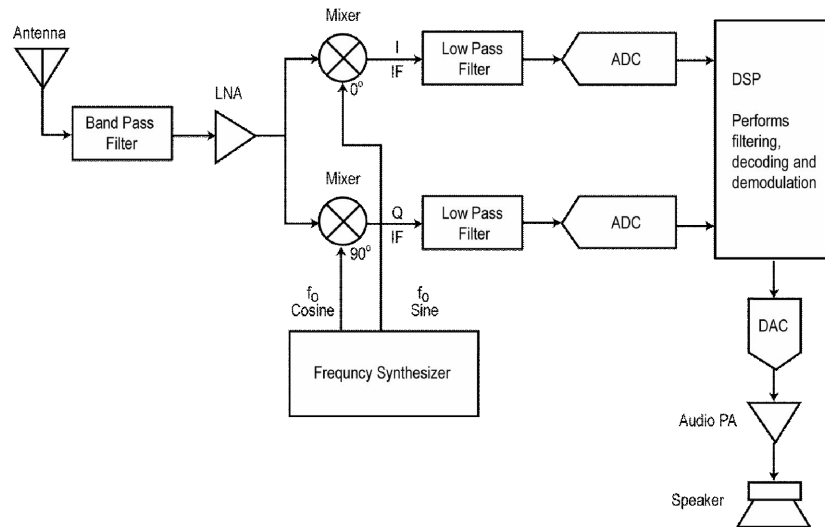 Antenna
Band Pass
Filter
LNA
Mixer
0°
I
IF
Low Pass
Filter
ADC
Mixer
90°
Q
IF
Low Pass
Filter
ADC
DSP
Performs
filtering,
decoding and
demodulation
fo
Cosine
fo
Sine
Frequncy Synthesizer
DAC
Audio PA
Speaker